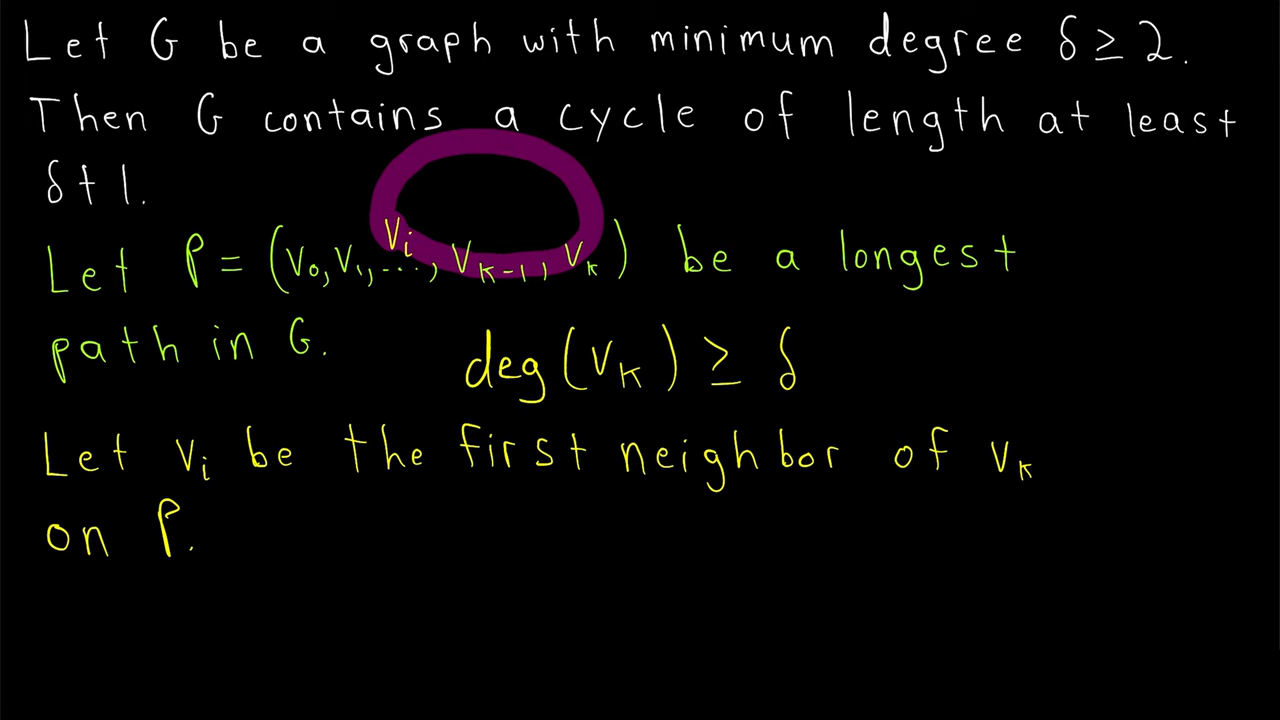 Let G be a graph with minimum degree δ ≥ 2.
Then G contains a cycle of length at least
δ + 1.
Let P = (v₀, v₁, ..., vᵢ, vₖ₋₁, vₖ) be a longest
path in G. deg(vₖ) ≥ δ
Let vᵢ be the first neighbor of vₖ
on P.